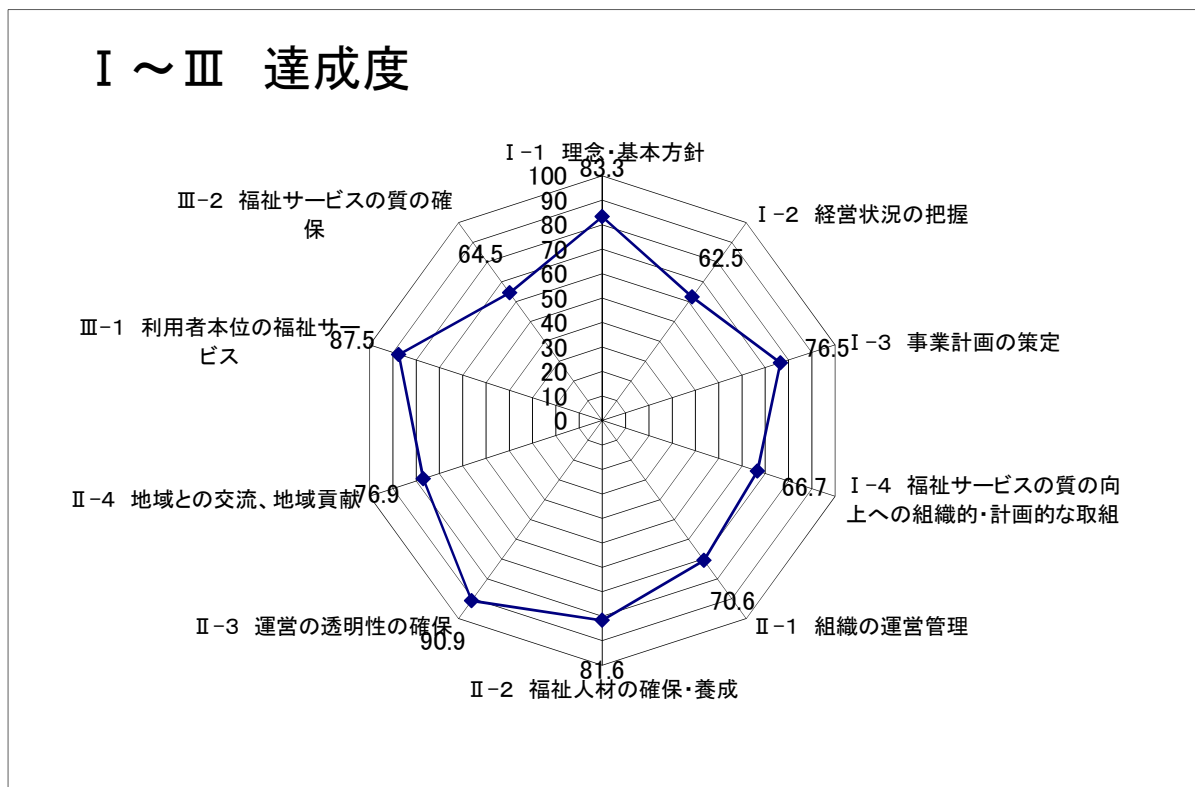 Ⅰ～Ⅲ 達成度
Ⅰ-1 理念・基本方針
83.3
Ⅰ-2 経営状況の把握
62.5
Ⅰ-3 事業計画の策定
76.5
Ⅰ-4 福祉サービスの質の向
上への組織的・計画的な取組
66.7
Ⅱ-1 組織の運営管理
70.6
Ⅱ-2 福祉人材の確保・養成
81.6
Ⅱ-3 運営の透明性の確保
90.9
Ⅱ-4 地域との交流、地域貢献
76.9
Ⅲ-1 利用者本位の福祉サー
ビス
87.5
Ⅲ-2 福祉サービスの質の確
保
64.5
100
90
80
70
60
50
40
30
20
10
0